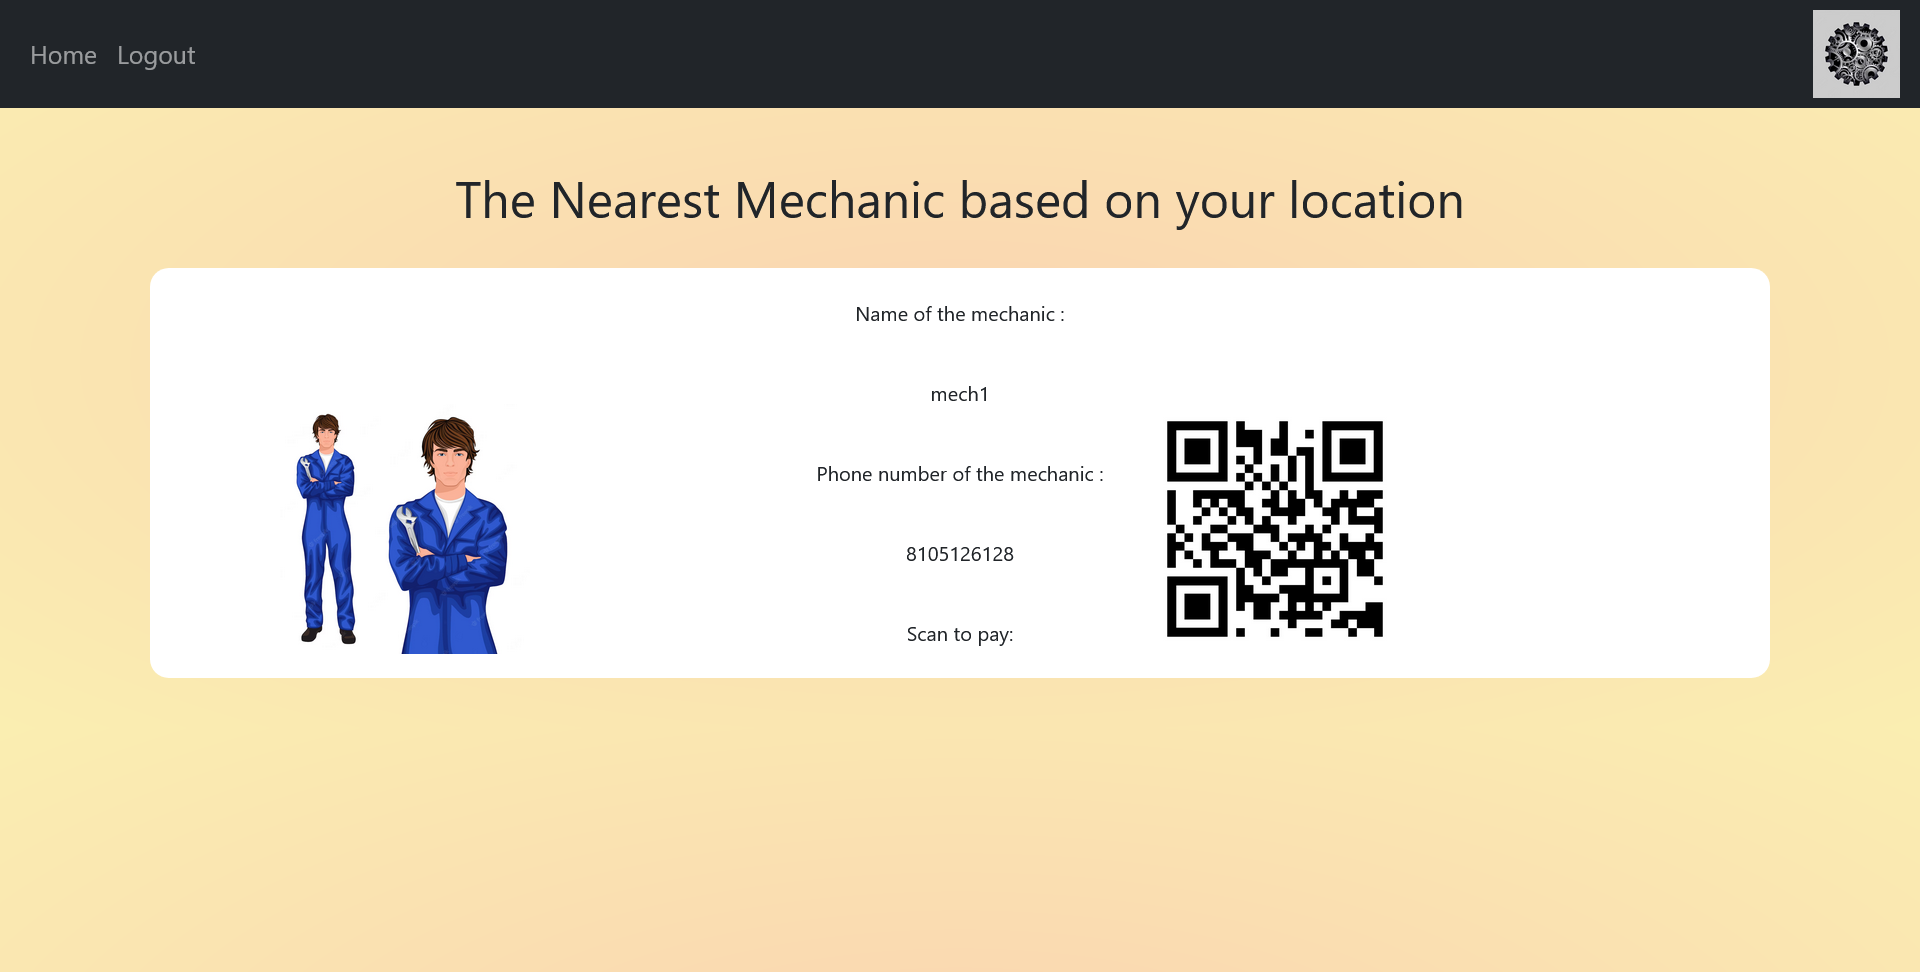 Home Logout
The Nearest Mechanic based on your location
Name of the mechanic :
mech1
Phone number of the mechanic :
8105126128
Scan to pay: